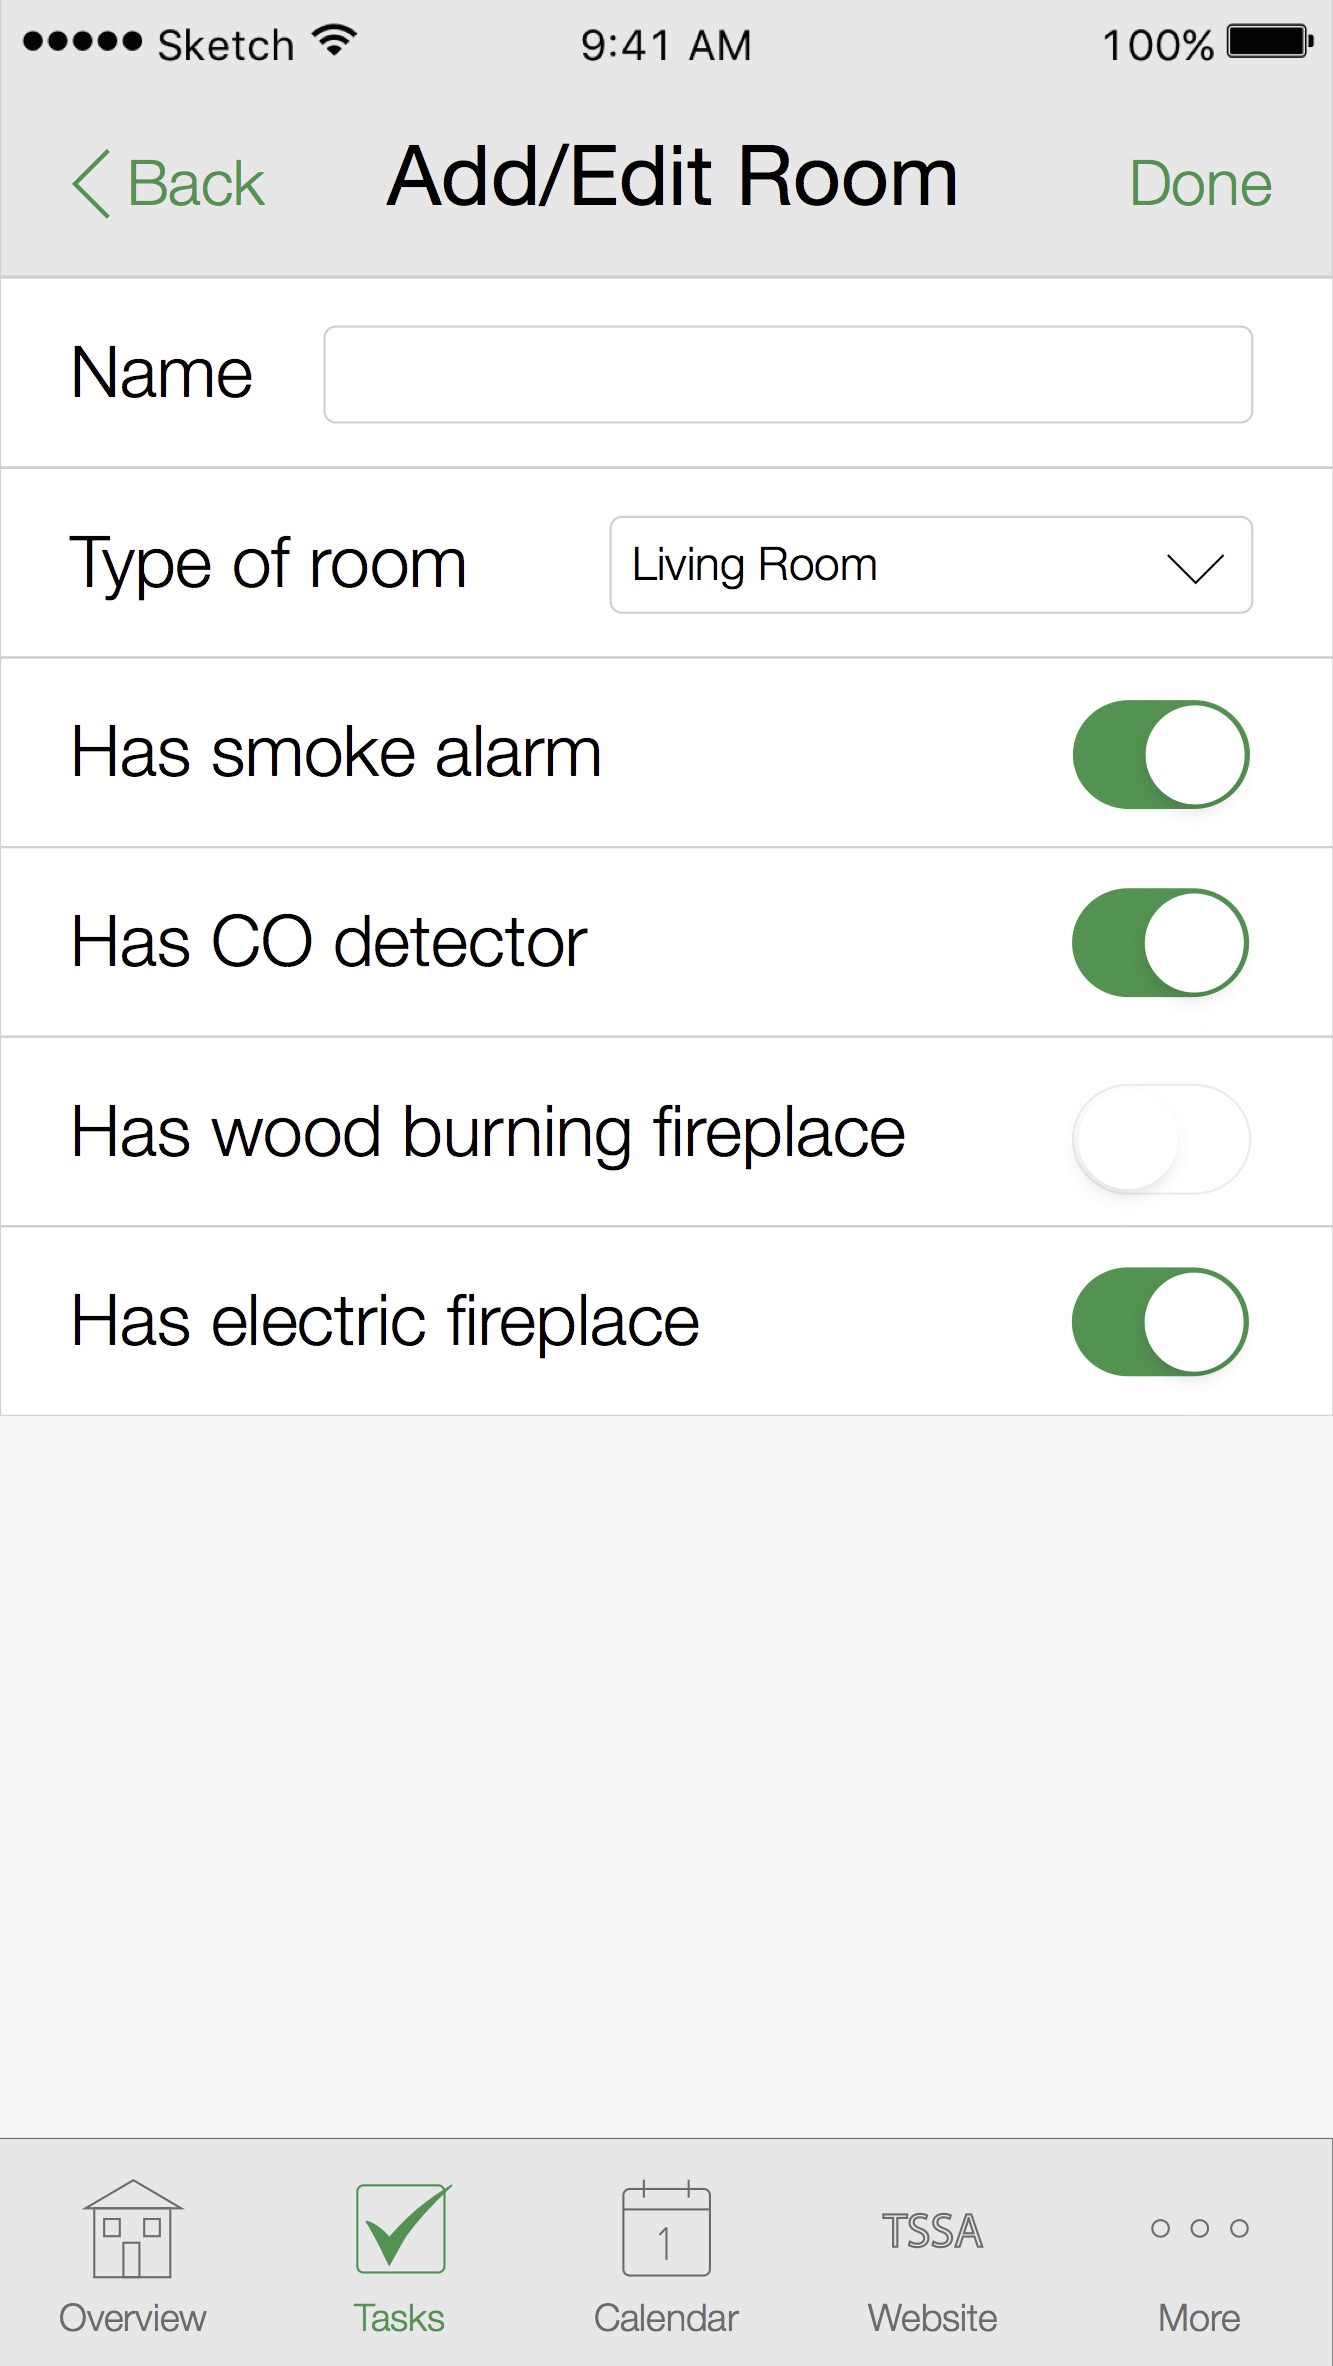 Sketch 9:41 AM 100%
Back Add/Edit Room Done
Name
Type of room Living Room
Has smoke alarm
Has CO detector
Has wood burning fireplace
Has electric fireplace
1 TSSA
Overview Tasks Calendar Website More